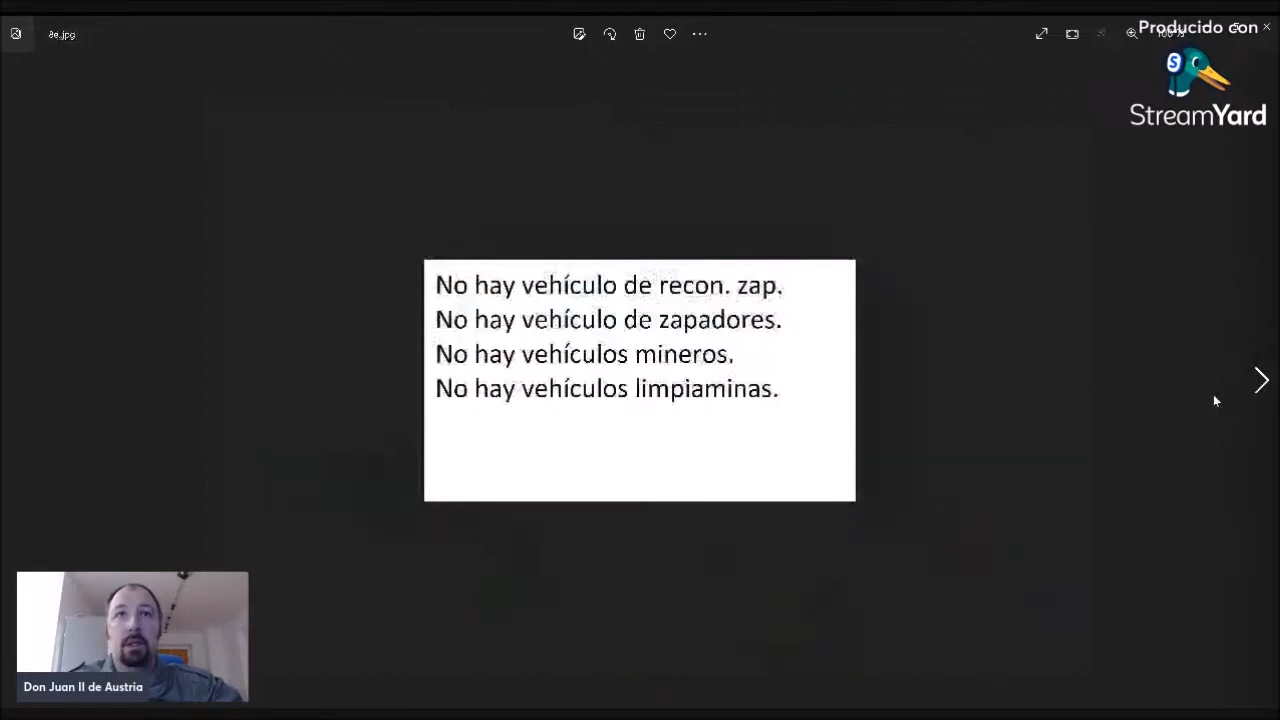 8e.jpg
Producido con
StreamYard
No hay vehículo de recon. zap.
No hay vehículo de zapadores.
No hay vehículos mineros.
No hay vehículos limpiaminas.
Don Juan II de Austria